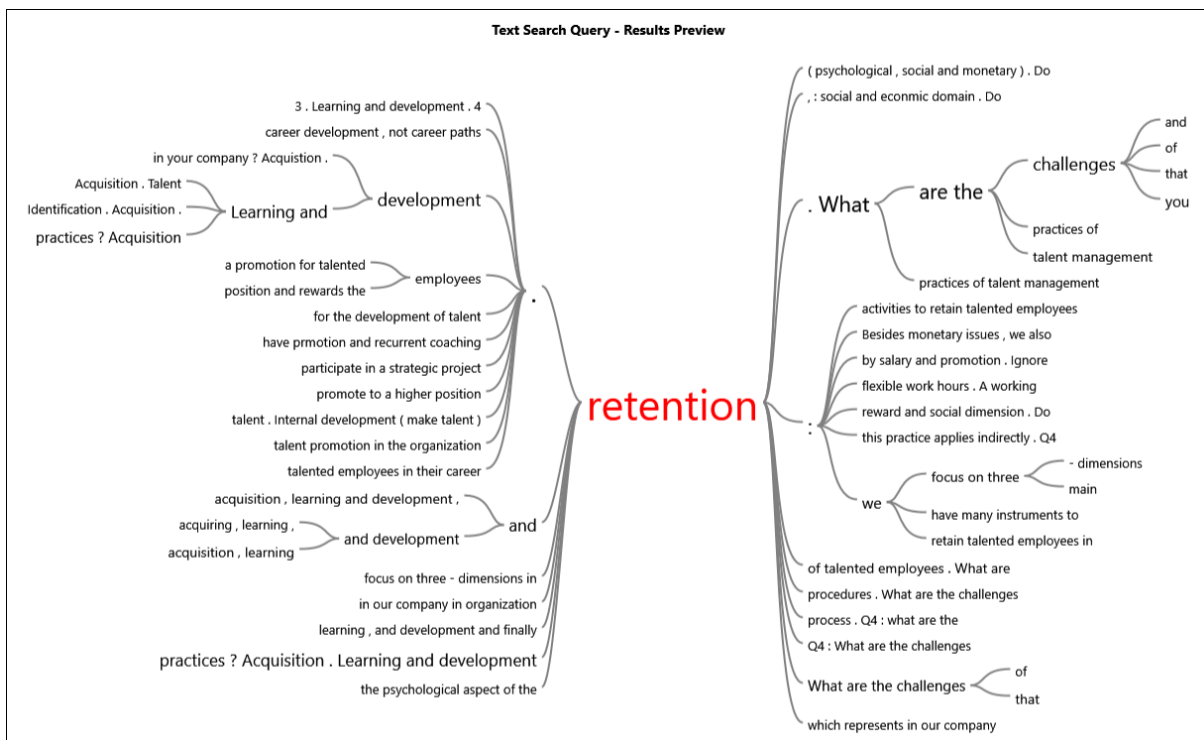 Text Search Query - Results Preview
3 . Learning and development . 4
career development , not career paths
in your company ? Acquistion .
Acquisition . Talent
Identification . Acquisition .
practices ? Acquisition
Learning and
development
a promotion for talented
position and rewards the
employees
for the development of talent
have prmotion and recurrent coaching
participate in a strategic project
promote to a higher position
talent . Internal development ( make talent )
talent promotion in the organization
talented employees in their career
.
acquisition , learning and development ,
acquiring , learning ,
acquisition , learning
and development
and
focus on three - dimensions in
in our company in organization
learning , and development and finally
practices ? Acquisition . Learning and development
the psychological aspect of the
retention
( psychological , social and monetary ) . Do
, : social and econmic domain . Do
. What
are the
challenges
and
of
that
you
practices of
talent management
practices of talent management
:
activities to retain talented employees
Besides monetary issues , we also
by salary and promotion . Ignore
flexible work hours . A working
reward and social dimension . Do
this practice applies indirectly . Q4
we
focus on three
- dimensions
main
have many instruments to
retain talented employees in
of talented employees . What are
procedures . What are the challenges
process . Q4 : what are the
Q4 : What are the challenges
What are the challenges
of
that
which represents in our company